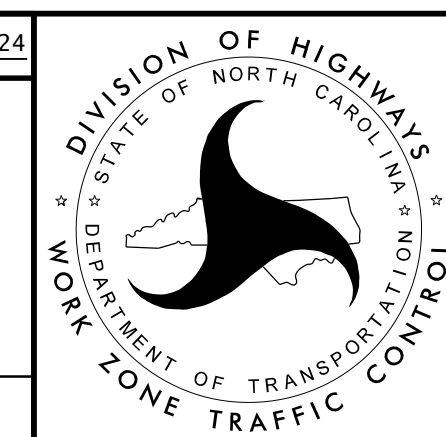 24
DIVISION OF HIGHWAYS
STATE OF NORTH CAROLINA
DEPARTMENT OF TRANSPORTATION
WORK ZONE TRAFFIC CONTROL